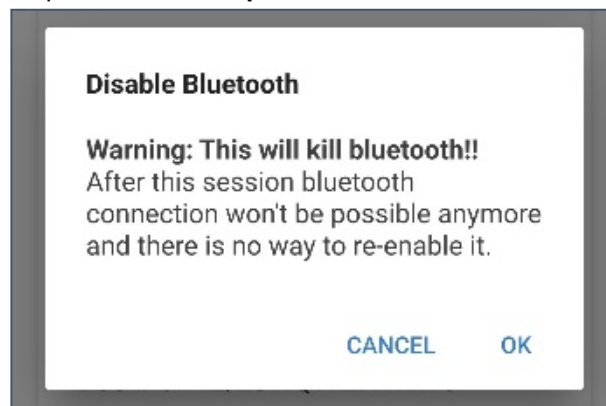 Disable Bluetooth
Warning: This will kill bluetooth!!
After this session bluetooth
connection won't be possible anymore
and there is no way to re-enable it.
CANCEL OK